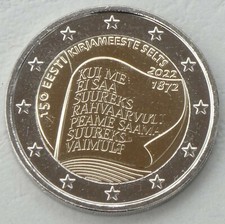 150 EESTI KIRJAMEESTE SELTS
2022
1872
KUI ME
EI SAA
SUUREKS
RAHVAARVULT
PEAME SAAMA
SUUREKS
VAIMULT